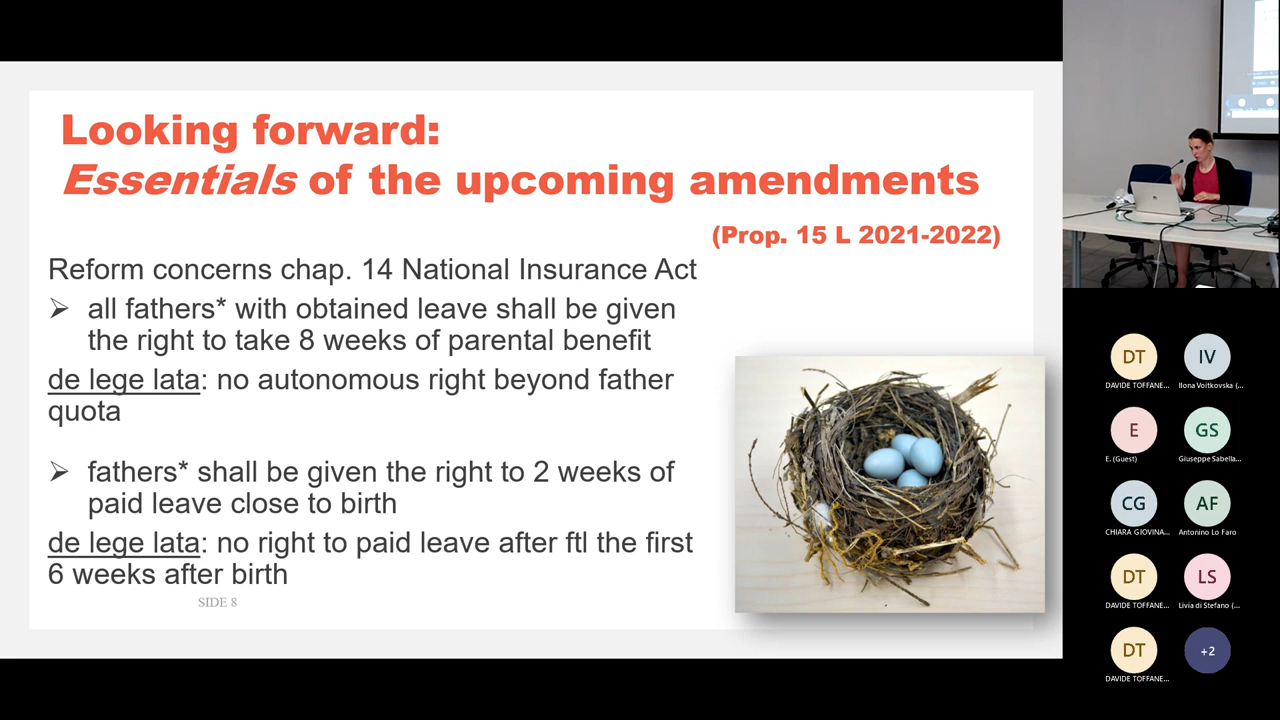 Looking forward:
Essentials of the upcoming amendments
(Prop. 15 L 2021-2022)
Reform concerns chap. 14 National Insurance Act
➢ all fathers* with obtained leave shall be given
the right to take 8 weeks of parental benefit
de lege lata: no autonomous right beyond father
quota
➢ fathers* shall be given the right to 2 weeks of
paid leave close to birth
de lege lata: no right to paid leave after ftl the first
6 weeks after birth
SIDE 8
DT
DAVIDE TOFFANE...
IV
Ilona Voitkovska (...
E
E. (Guest)
GS
Giuseppe Sabella...
CG
CHIARA GIOVINA...
AF
Antonino Lo Faro
DT
DAVIDE TOFFANE...
LS
Livia di Stefano (...
DT
DAVIDE TOFFANE...
+2